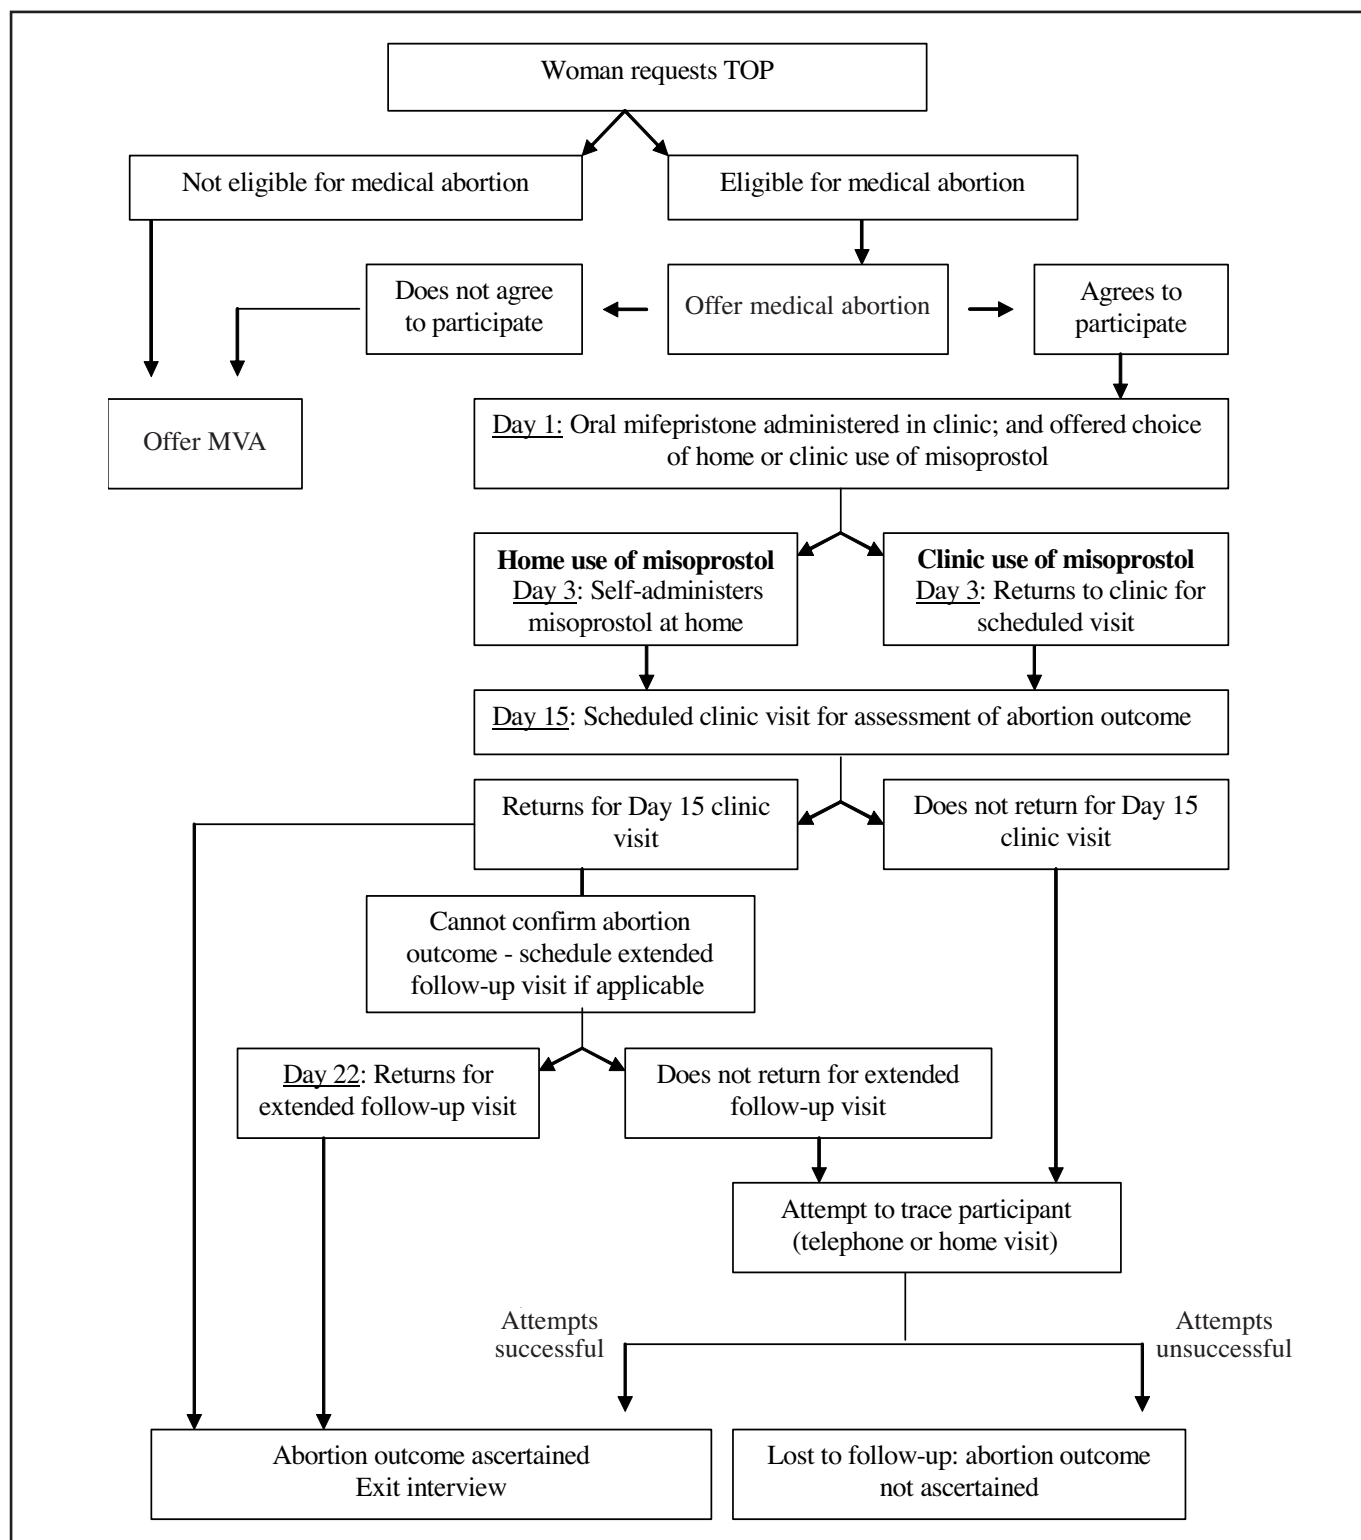 Woman requests TOP
Not eligible for medical abortion
Eligible for medical abortion
Does not agree
to participate
Offer medical abortion
Agrees to
participate
Offer MVA
Day 1: Oral mifepristone administered in clinic; and offered choice
of home or clinic use of misoprostol
Home use of misoprostol
Day 3: Self-administers
misoprostol at home
Clinic use of misoprostol
Day 3: Returns to clinic for
scheduled visit
Day 15: Scheduled clinic visit for assessment of abortion outcome
Returns for Day 15 clinic
visit
Does not return for Day 15
clinic visit
Cannot confirm abortion
outcome - schedule extended
follow-up visit if applicable
Day 22: Returns for
extended follow-up visit
Does not return for extended
follow-up visit
Attempt to trace participant
(telephone or home visit)
Attempts
successful
Attempts
unsuccessful
Abortion outcome ascertained
Exit interview
Lost to follow-up: abortion outcome
not ascertained